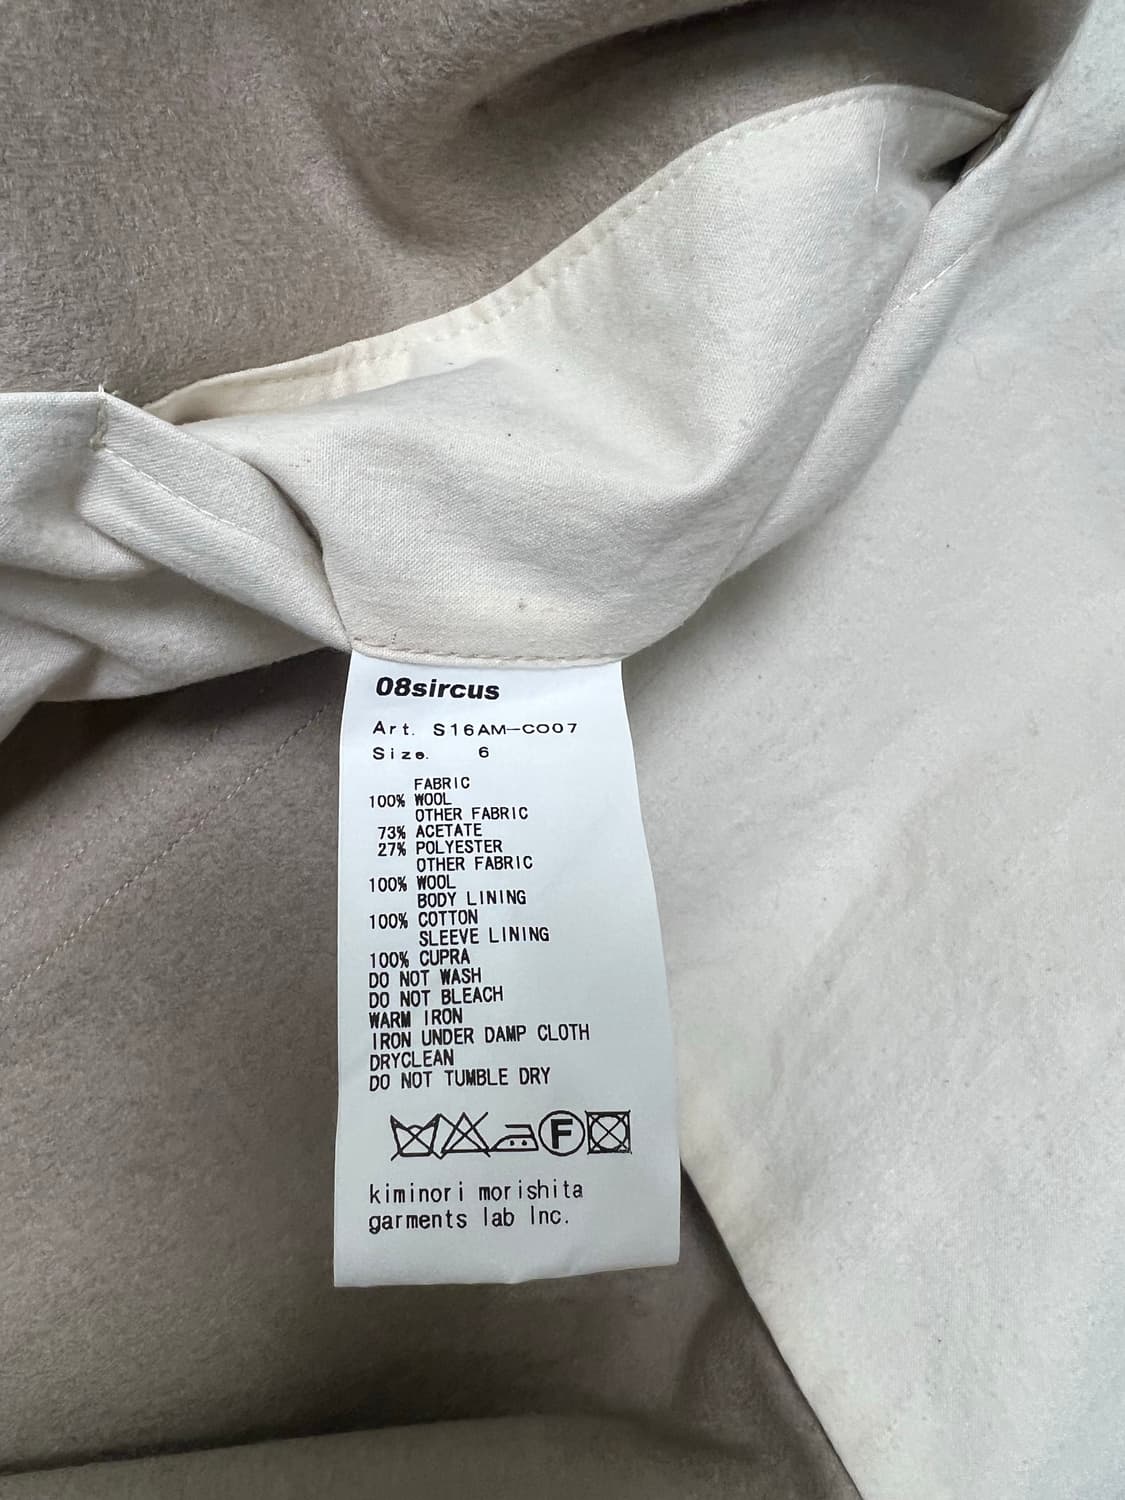 08sircus
Art. S16AM-CO07
Size. 6
FABRIC
100% WOOL
OTHER FABRIC
73% ACETATE
27% POLYESTER
OTHER FABRIC
100% WOOL
BODY LINING
100% COTTON
SLEEVE LINING
100% CUPRA
DO NOT WASH
DO NOT BLEACH
WARM IRON
IRON UNDER DAMP CLOTH
DRYCLEAN
DO NOT TUMBLE DRY
F
kiminori morishita
garments lab Inc.